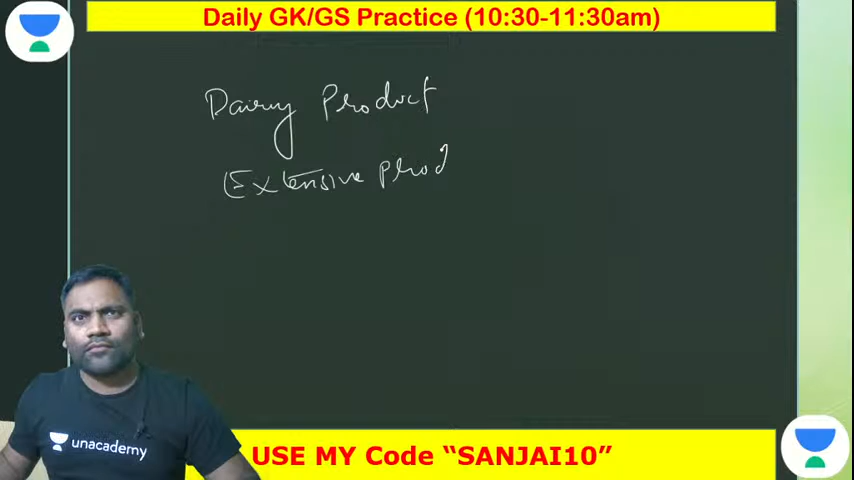 Daily GK/GS Practice (10:30-11:30am)
Dairy Product
Extensive prod
unacademy
USE MY Code “SANJAI10”